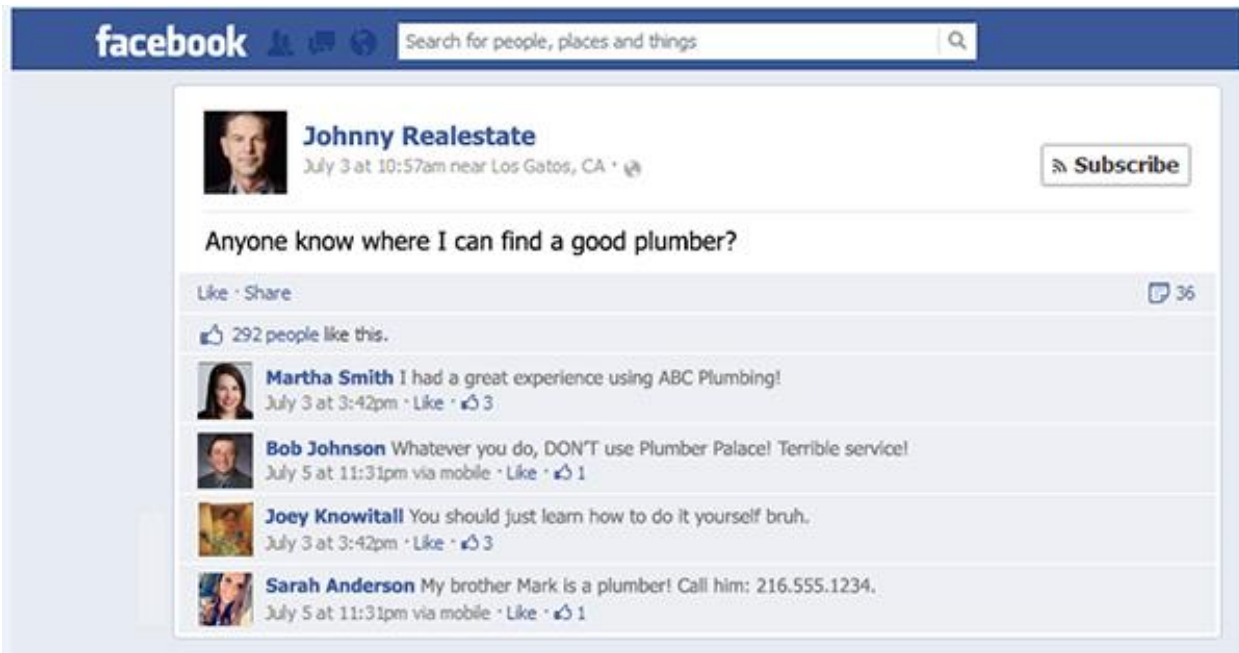 facebook Search for people, places and things
Johnny Realestate
July 3 at 10:57am near Los Gatos, CA ·
Subscribe
Anyone know where I can find a good plumber?
Like · Share 36
292 people like this.
Martha Smith I had a great experience using ABC Plumbing!
July 3 at 3:42pm · Like · 3
Bob Johnson Whatever you do, DON'T use Plumber Palace! Terrible service!
July 5 at 11:31pm via mobile · Like · 1
Joey Knowitall You should just learn how to do it yourself bruh.
July 3 at 3:42pm · Like · 3
Sarah Anderson My brother Mark is a plumber! Call him: 216.555.1234.
July 5 at 11:31pm via mobile · Like · 1